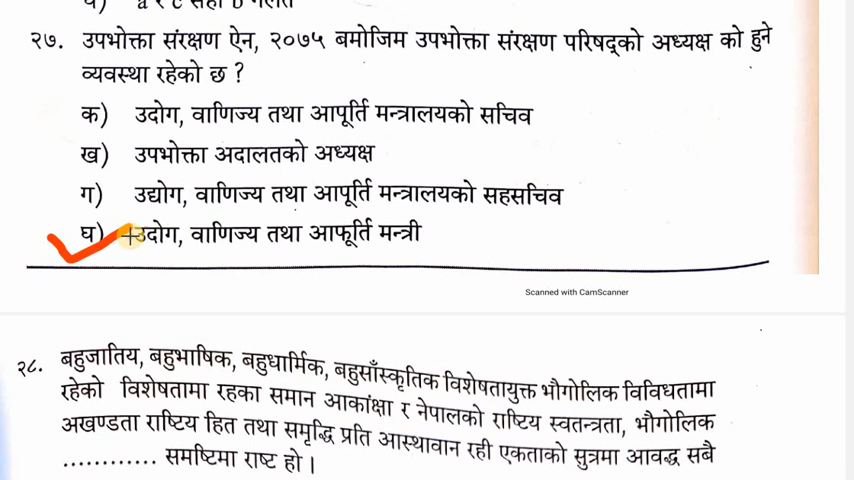 a र c सही b गलत
२७. उपभोक्ता संरक्षण ऐन, २०७५ बमोजिम उपभोक्ता संरक्षण परिषद्को अध्यक्ष को हुने
व्यवस्था रहेको छ ?
क) उदोग, वाणिज्य तथा आपूर्ति मन्त्रालयको सचिव
ख) उपभोक्ता अदालतको अध्यक्ष
ग) उद्योग, वाणिज्य तथा आपूर्ति मन्त्रालयको सहसचिव
घ) उदोग, वाणिज्य तथा आफूर्ति मन्त्री
Scanned with CamScanner
२८. बहुजातिय, बहुभाषिक, बहुधार्मिक, बहुसाँस्कृतिक विशेषतायुक्त भौगोलिक विविधतामा
रहेको विशेषतामा रहका समान आकांक्षा र नेपालको राष्टिय स्वतन्त्रता, भौगोलिक
अखण्डता राष्टिय हित तथा समृद्धि प्रति आस्थावान रही एकताको सुत्रमा आवद्ध सबै
............ समष्टिमा राष्ट हो ।